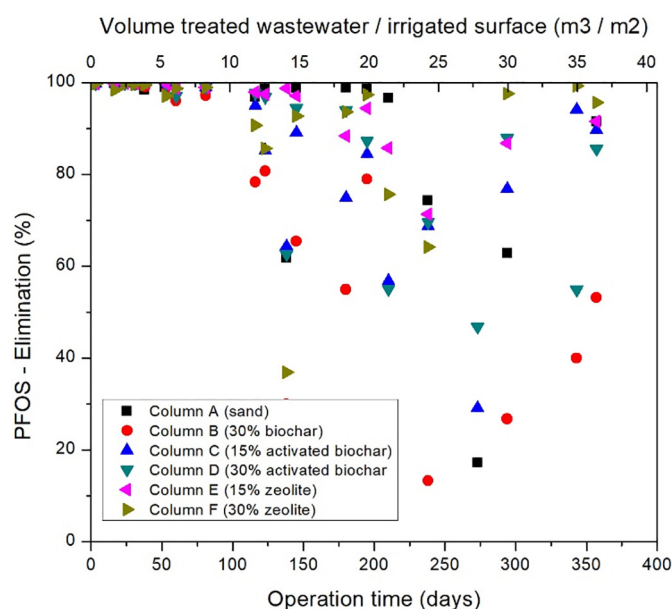 Volume treated wastewater / irrigated surface (m3 / m2)
0 5 10 15 20 25 30 35 40
100
80
60
40
20
0
PFOS - Elimination (%)
Column A (sand)
Column B (30% biochar)
Column C (15% activated biochar)
Column D (30% activated biochar
Column E (15% zeolite)
Column F (30% zeolite)
0 50 100 150 200 250 300 350 400
Operation time (days)